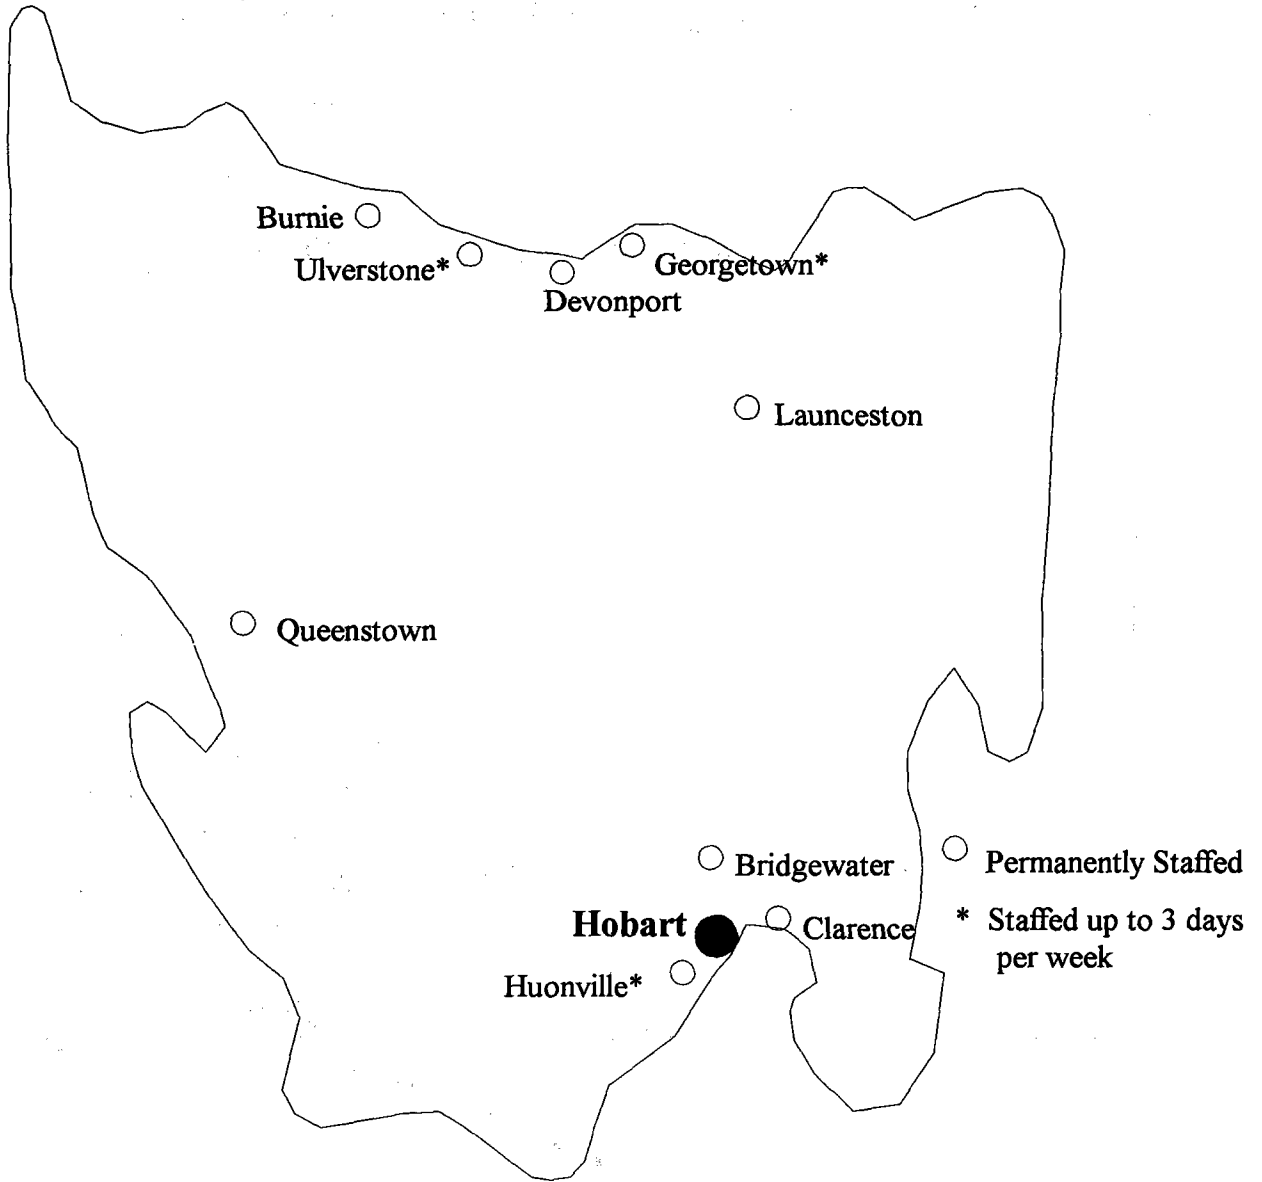 Burnie
Ulverstone*
Georgetown*
Devonport
Launceston
Queenstown
Bridgewater
Permanently Staffed
Hobart
Clarence
* Staffed up to 3 days
per week
Huonville*